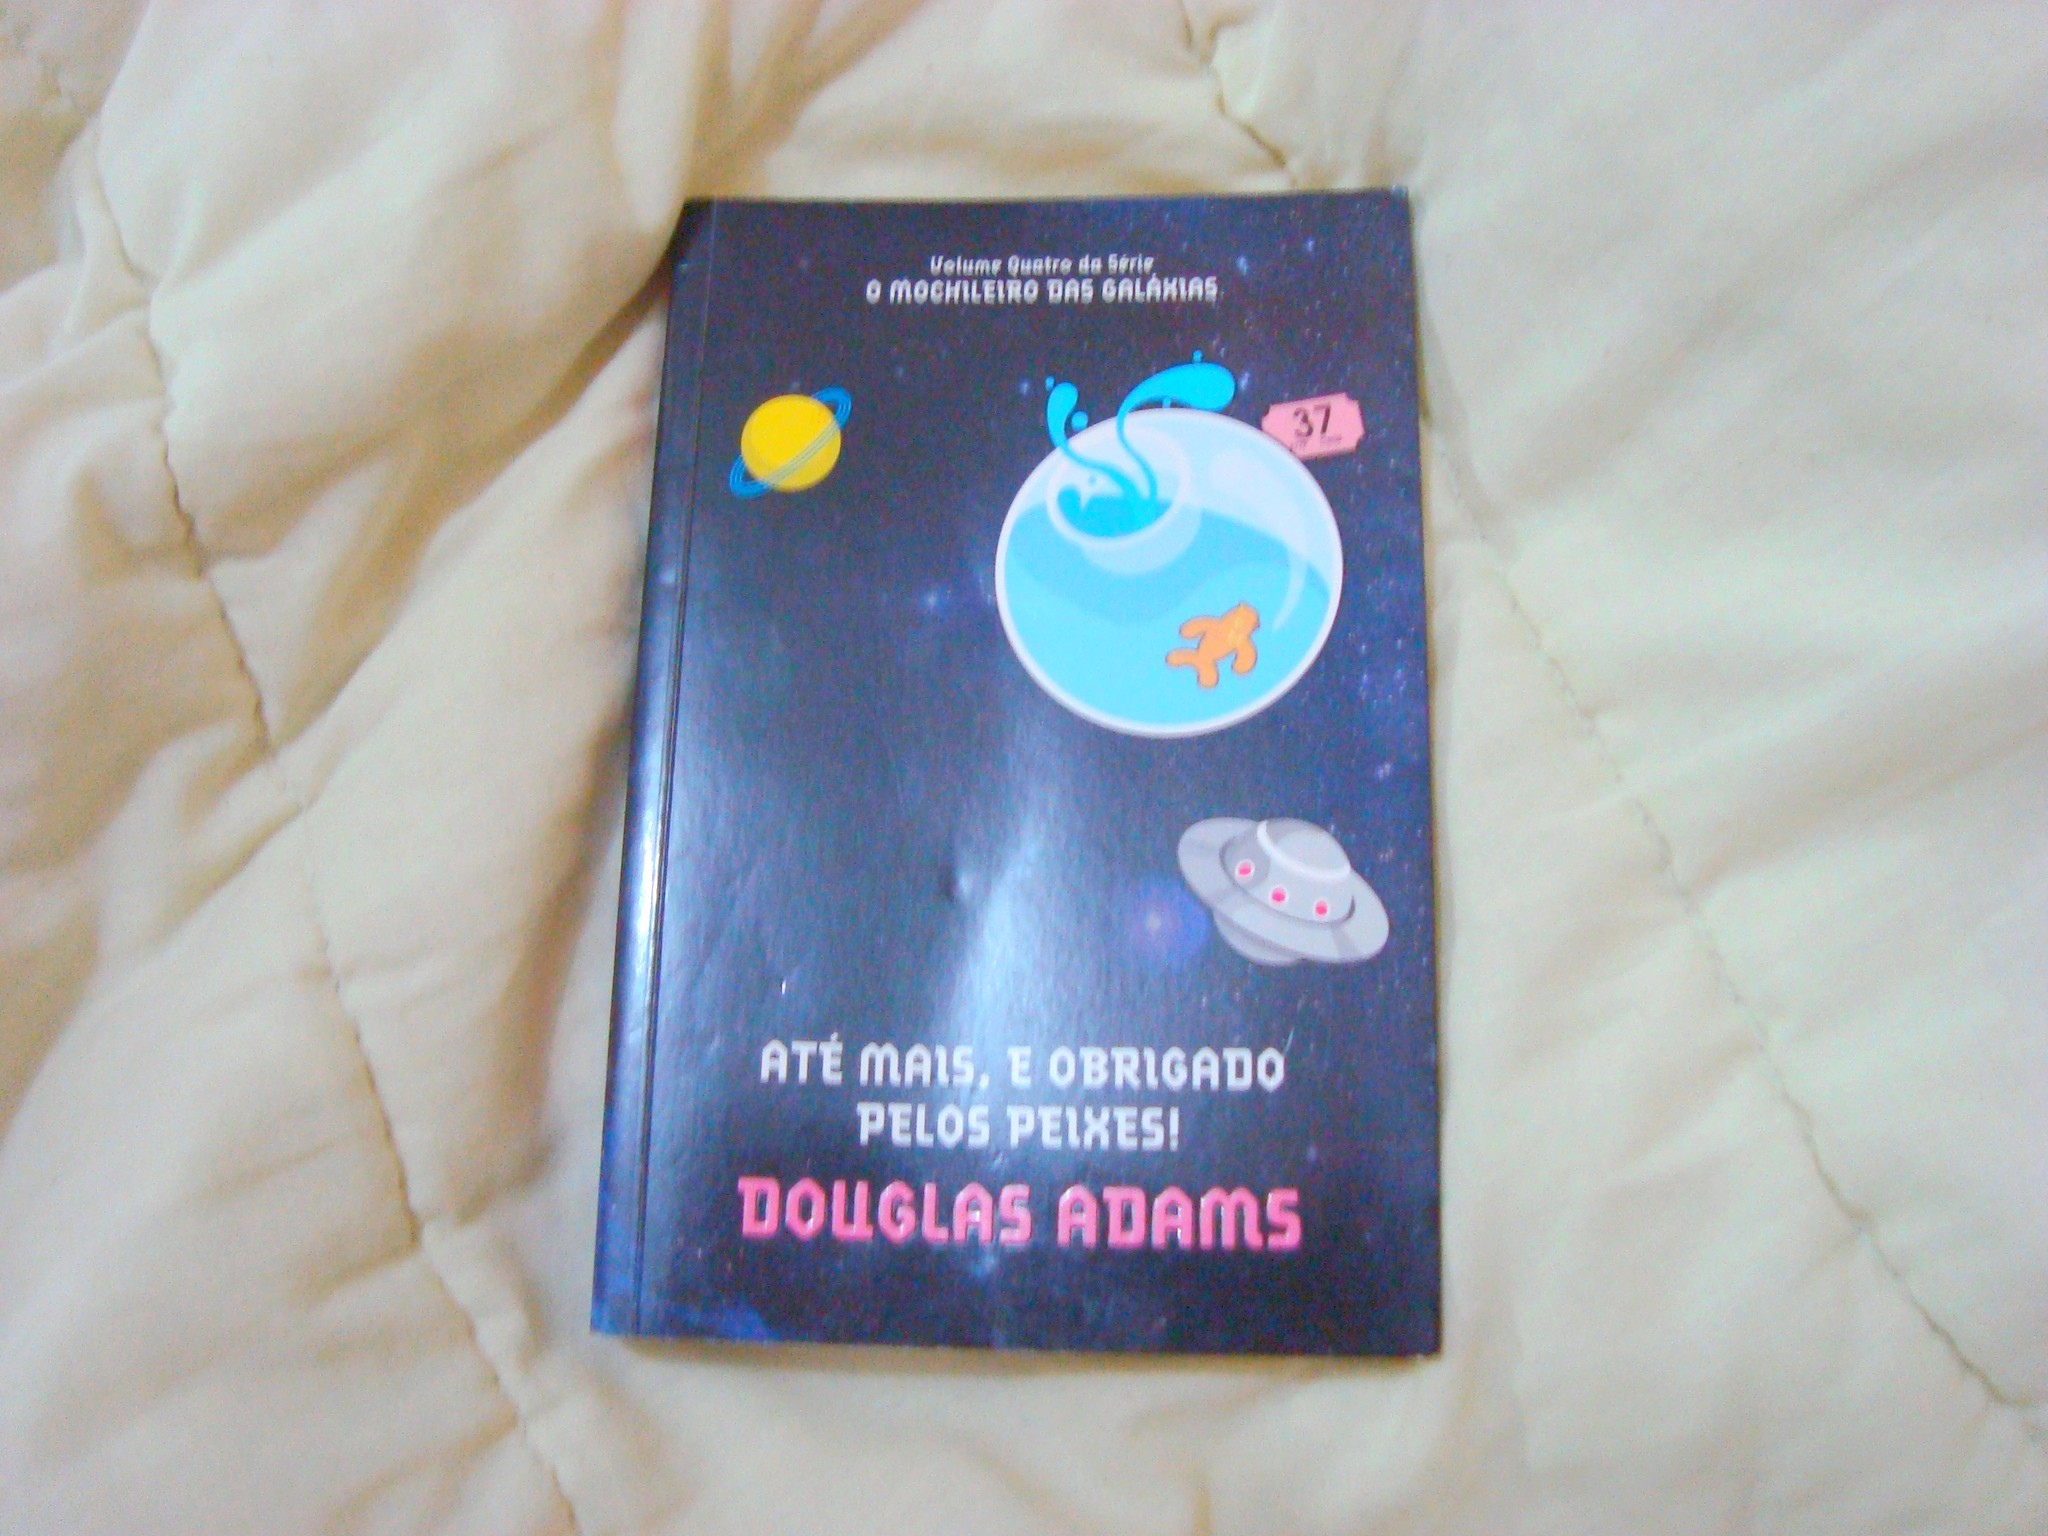 Volume Quatro da Série
O MOCHILEIRO DAS GALÁXIAS
37
ATÉ MAIS, E OBRIGADO
PELOS PEIXES!
DOUGLAS ADAMS